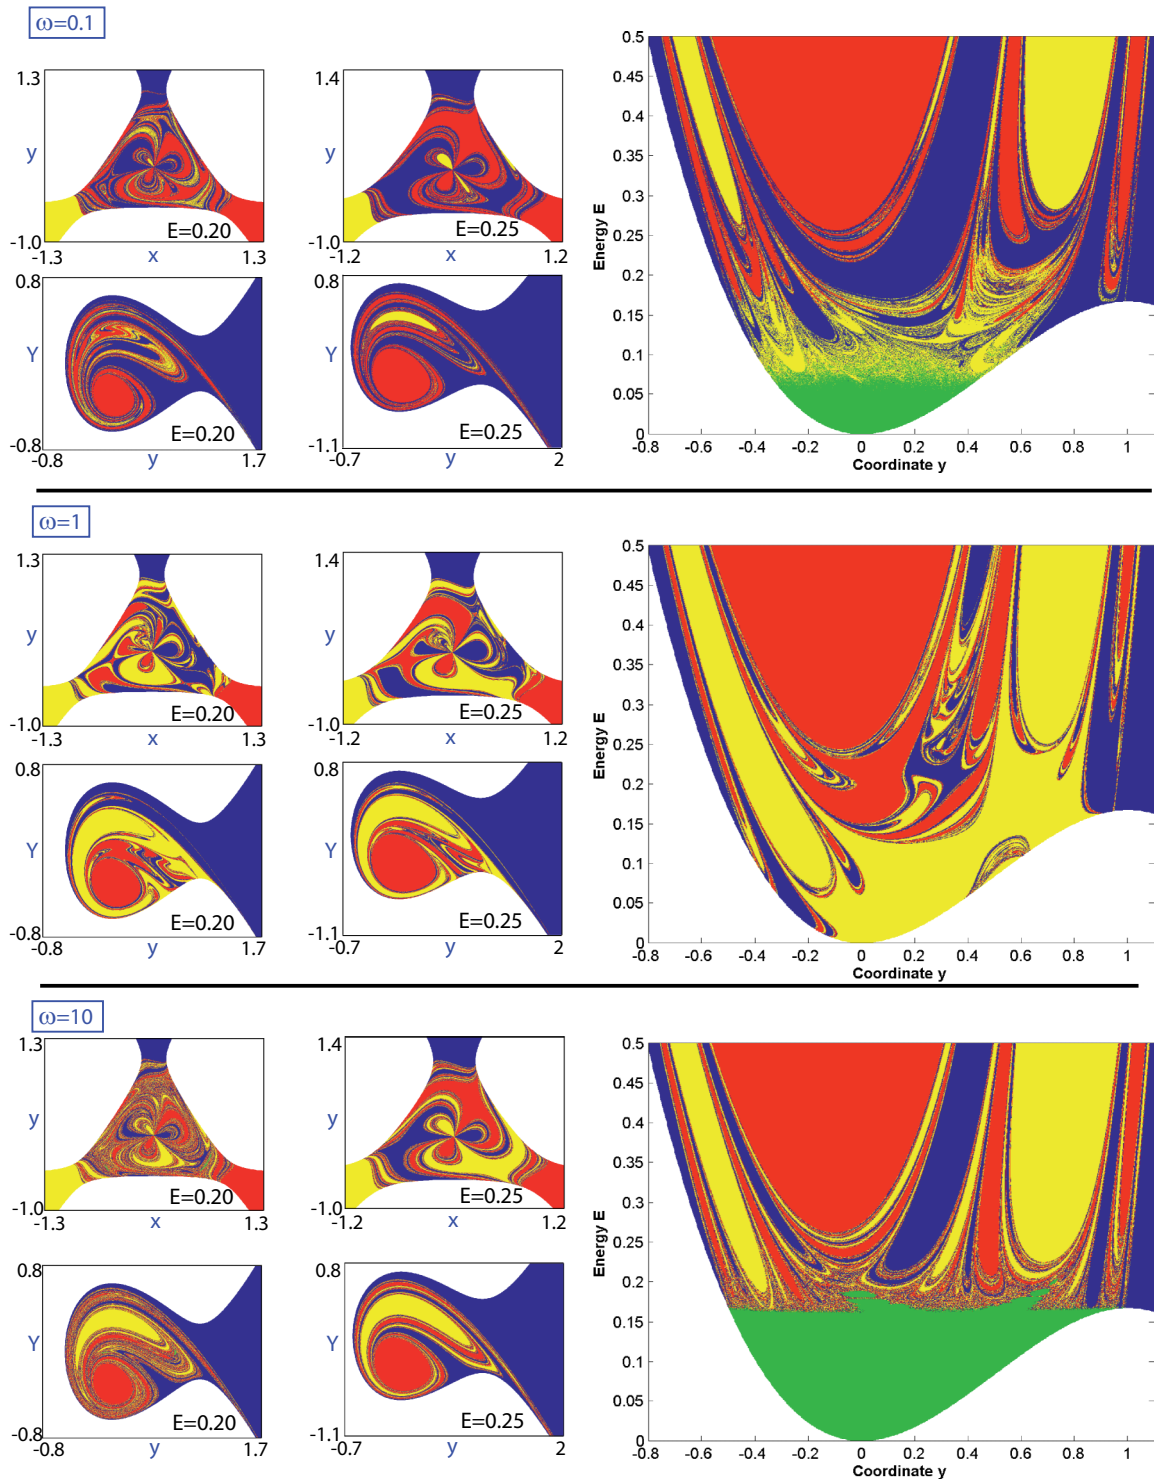 ω=0.1
1.3
y
-1.0
-1.3
x
1.3
E=0.20
1.4
y
-1.0
-1.2
x
1.2
E=0.25
0.8
Y
-0.8
-0.8
y
1.7
E=0.20
0.8
Y
-1.1
-0.7
y
2
E=0.25
0.5
0.45
0.4
0.35
0.3
0.25
0.2
0.15
0.1
0.05
0
Energy E
-0.8 -0.6 -0.4 -0.2 0 0.2 0.4 0.6 0.8 1
Coordinate y
ω=1
1.3
y
-1.0
-1.3
x
1.3
E=0.20
1.4
y
-1.0
-1.2
x
1.2
E=0.25
0.8
Y
-0.8
-0.8
y
1.7
E=0.20
0.8
Y
-1.1
-0.7
y
2
E=0.25
0.5
0.45
0.4
0.35
0.3
0.25
0.2
0.15
0.1
0.05
0
Energy E
-0.8 -0.6 -0.4 -0.2 0 0.2 0.4 0.6 0.8 1
Coordinate y
ω=10
1.3
y
-1.0
-1.3
x
1.3
E=0.20
1.4
y
-1.0
-1.2
x
1.2
E=0.25
0.8
Y
-0.8
-0.8
y
1.7
E=0.20
0.8
Y
-1.1
-0.7
y
2
E=0.25
0.5
0.45
0.4
0.35
0.3
0.25
0.2
0.15
0.1
0.05
0
Energy E
-0.8 -0.6 -0.4 -0.2 0 0.2 0.4 0.6 0.8 1
Coordinate y